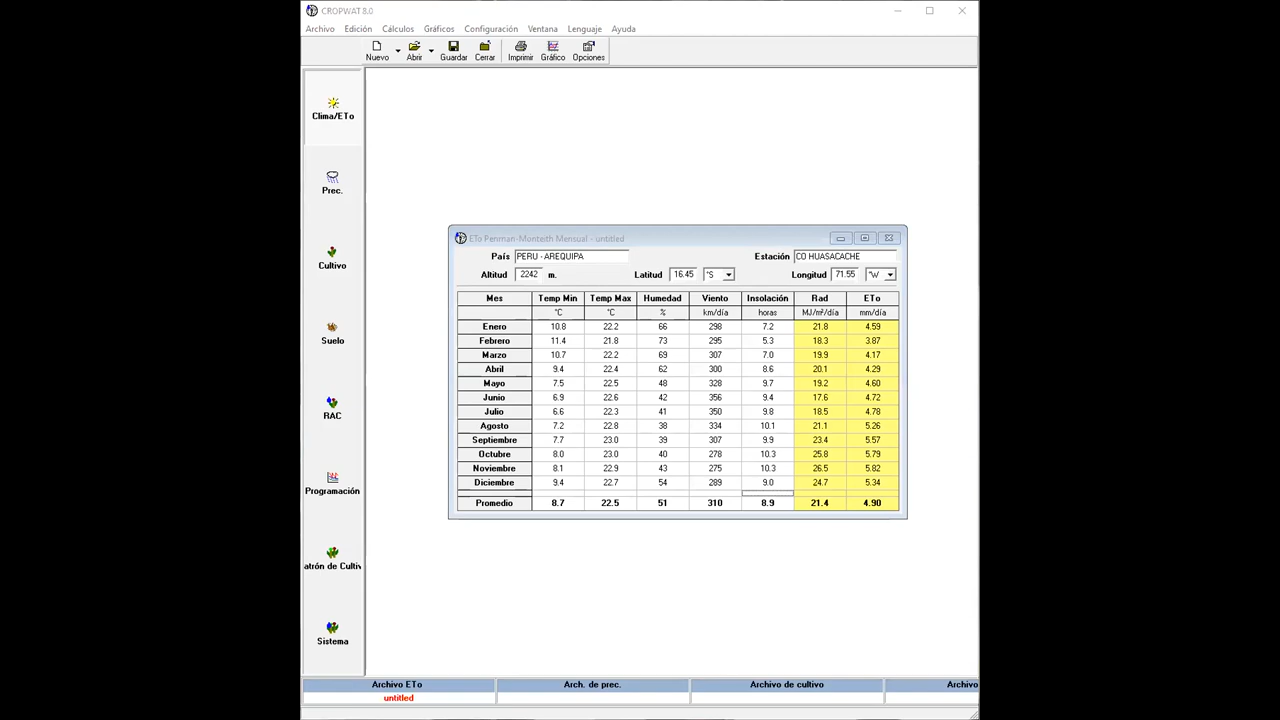 CROPWAT 8.0
Archivo Edición Cálculos Gráficos Configuración Ventana Lenguaje Ayuda
Nuevo Abrir Guardar Cerrar Imprimir Gráfico Opciones
Clima/ETo
Prec.
Cultivo
Suelo
RAC
Programación
atrón de Cultiv
Sistema
ETo Penman-Monteith Mensual - untitled
País PERU - AREQUIPA Estación CO HUASACACHE
Altitud 2242 m. Latitud 16.45 °S Longitud 71.55 °W
Mes Temp Min Temp Max Humedad Viento Insolación Rad ETo
°C °C % km/día horas MJ/m²/día mm/día
Enero 10.8 22.2 66 298 7.2 21.8 4.59
Febrero 11.4 21.8 73 295 5.3 18.3 3.87
Marzo 10.7 22.2 69 307 7.0 19.9 4.17
Abril 9.4 22.4 62 300 8.6 20.1 4.29
Mayo 7.5 22.5 48 328 9.7 19.2 4.60
Junio 6.9 22.6 42 356 9.4 17.6 4.72
Julio 6.6 22.3 41 350 9.8 18.5 4.78
Agosto 7.2 22.8 38 334 10.1 21.1 5.26
Septiembre 7.7 23.0 39 307 9.9 23.4 5.57
Octubre 8.0 23.0 40 278 10.3 25.8 5.79
Noviembre 8.1 22.9 43 275 10.3 26.5 5.82
Diciembre 9.4 22.7 54 289 9.0 24.7 5.34
Promedio 8.7 22.5 51 310 8.9 21.4 4.90
Archivo ETo Arch. de prec. Archivo de cultivo Archivo
untitled